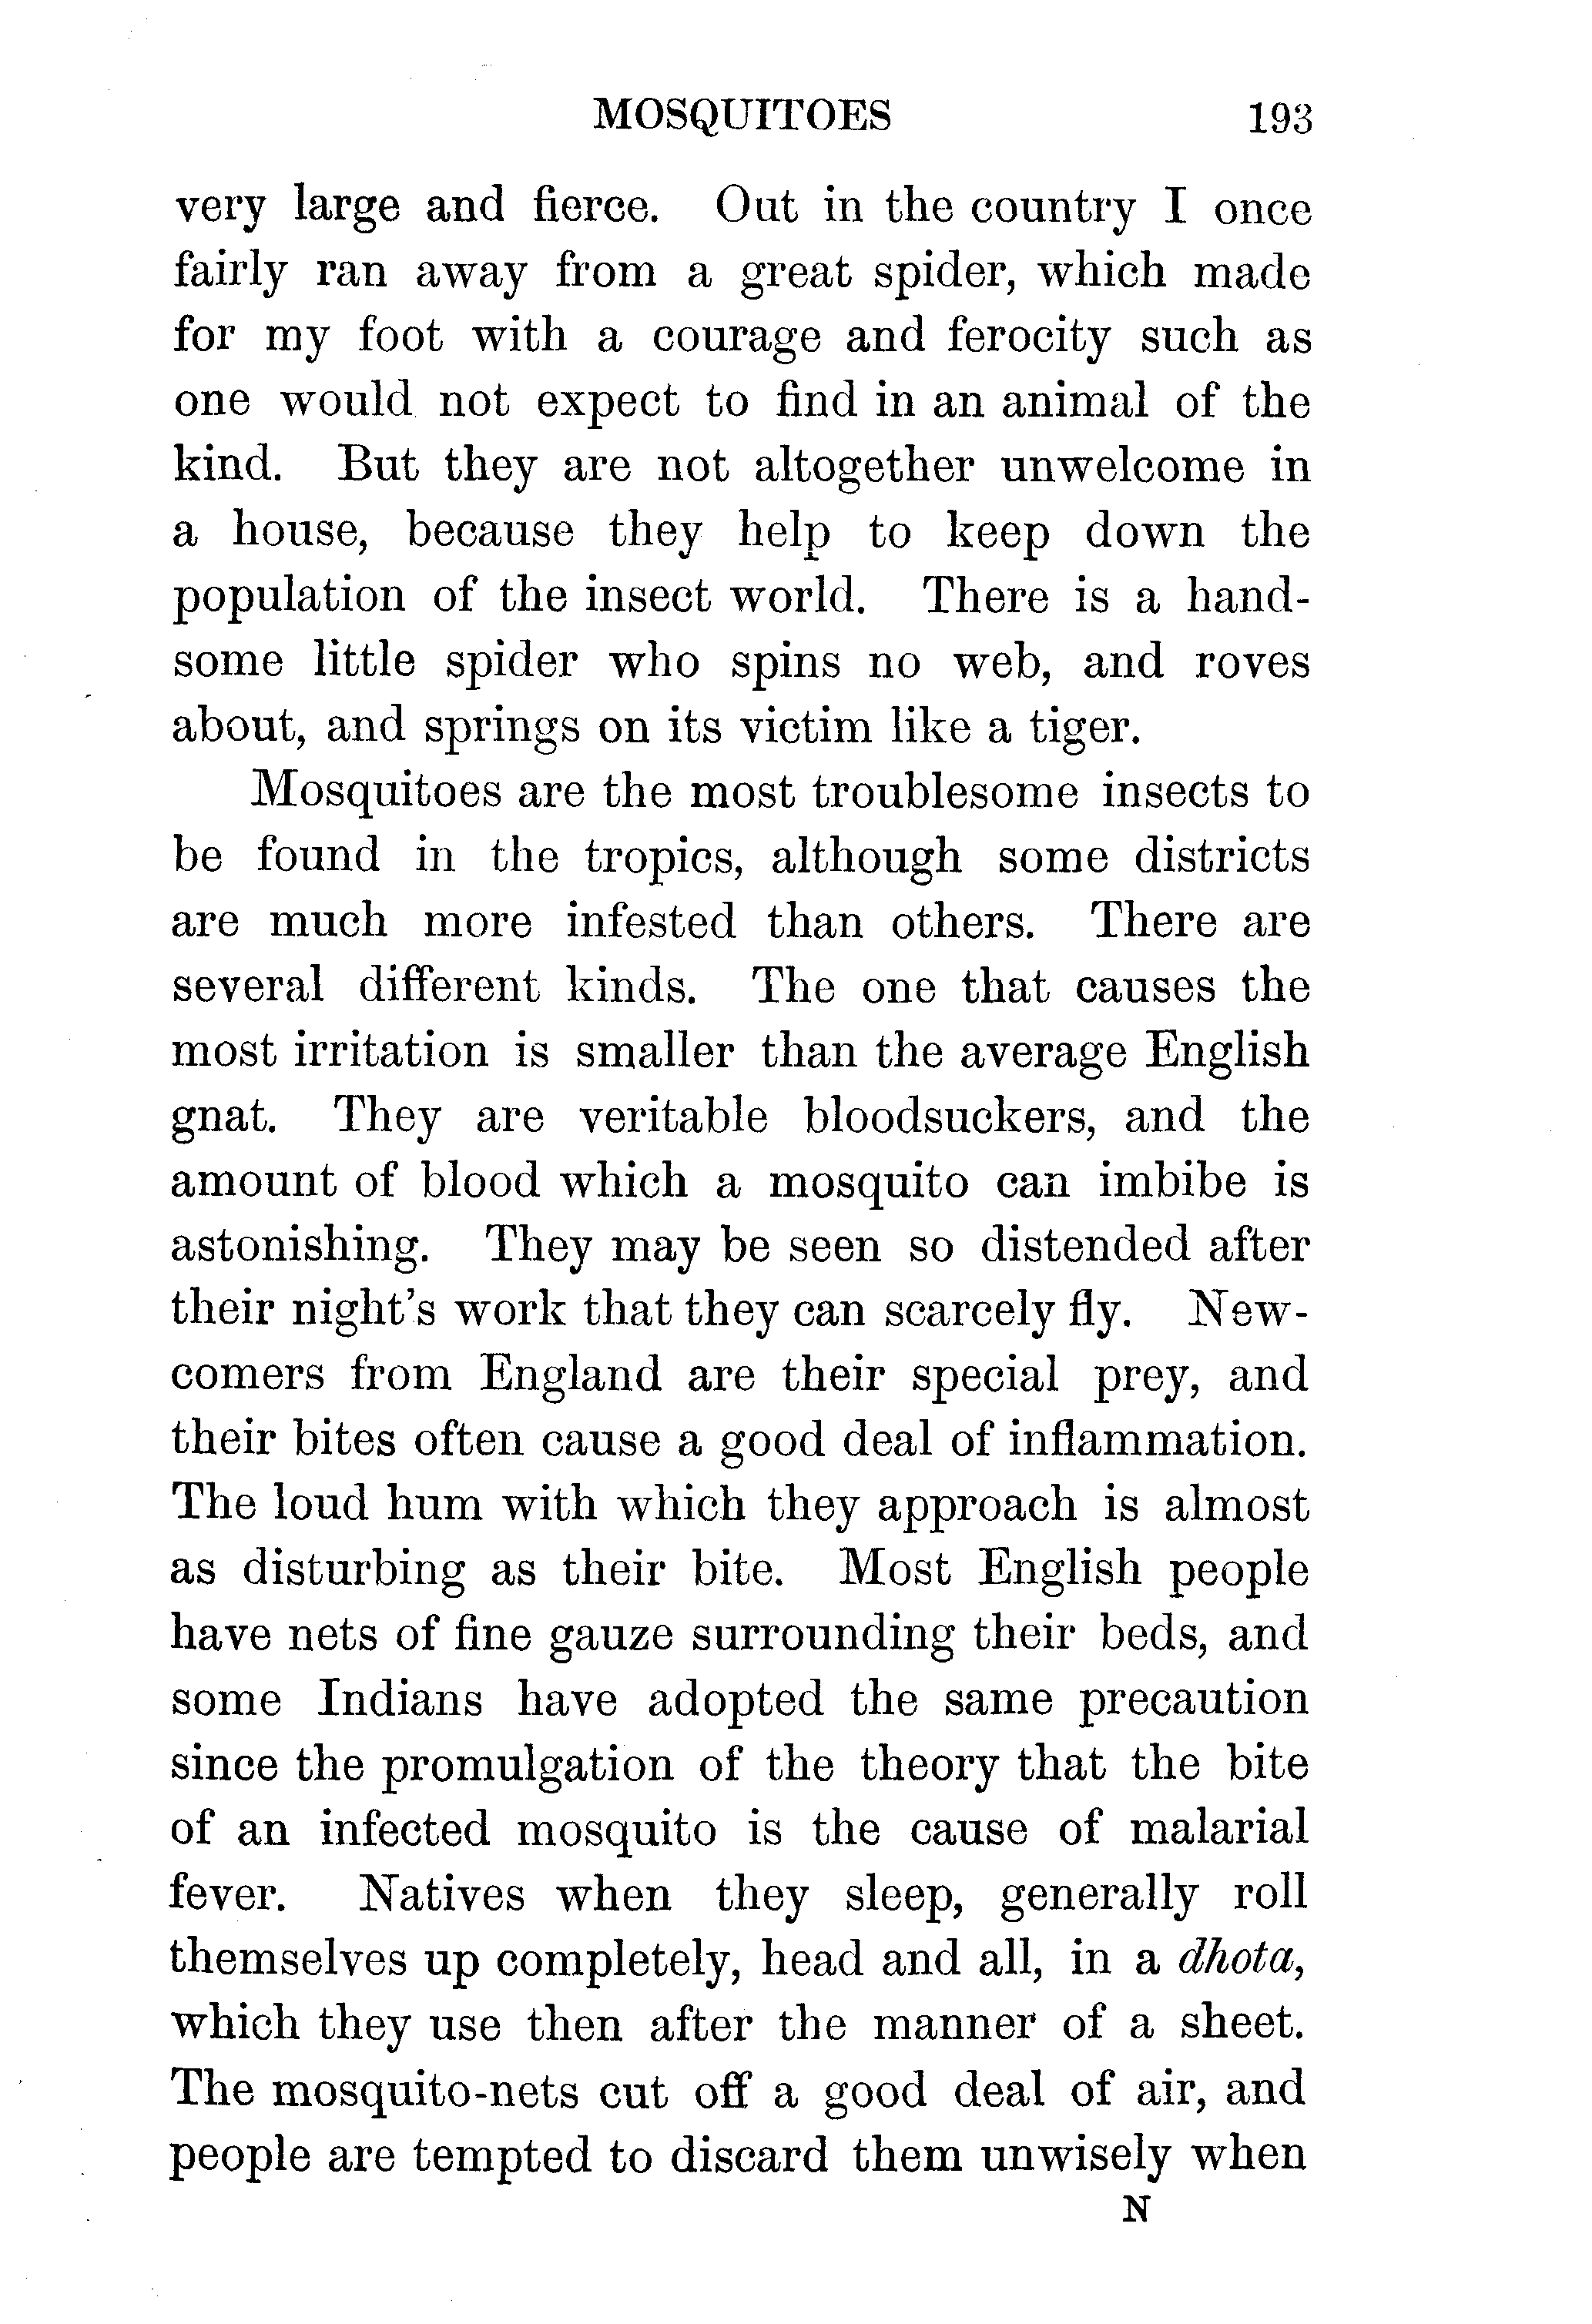 MOSQUITOES 193
very large and fierce. Out in the country I once
fairly ran away from a great spider, which made
for my foot with a courage and ferocity such as
one would not expect to find in an animal of the
kind. But they are not altogether unwelcome in
a house, because they help to keep down the
population of the insect world. There is a hand-
some little spider who spins no web, and roves
about, and springs on its victim like a tiger.
Mosquitoes are the most troublesome insects to
be found in the tropics, although some districts
are much more infested than others. There are
several different kinds. The one that causes the
most irritation is smaller than the average English
gnat. They are veritable bloodsuckers, and the
amount of blood which a mosquito can imbibe is
astonishing. They may be seen so distended after
their night's work that they can scarcely fly. New-
comers from England are their special prey, and
their bites often cause a good deal of inflammation.
The loud hum with which they approach is almost
as disturbing as their bite. Most English people
have nets of fine gauze surrounding their beds, and
some Indians have adopted the same precaution
since the promulgation of the theory that the bite
of an infected mosquito is the cause of malarial
fever. Natives when they sleep, generally roll
themselves up completely, head and all, in a dhota,
which they use then after the manner of a sheet.
The mosquito-nets cut off a good deal of air, and
people are tempted to discard them unwisely when
N